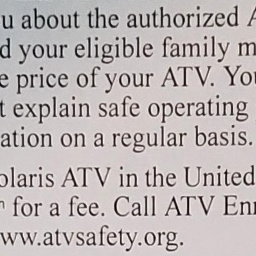 u about the authorized A
d your eligible family m
e price of your ATV. You
t explain safe operating
ation on a regular basis.
olaris ATV in the United
for a fee. Call ATV Enr
ww.atvsafety.org.